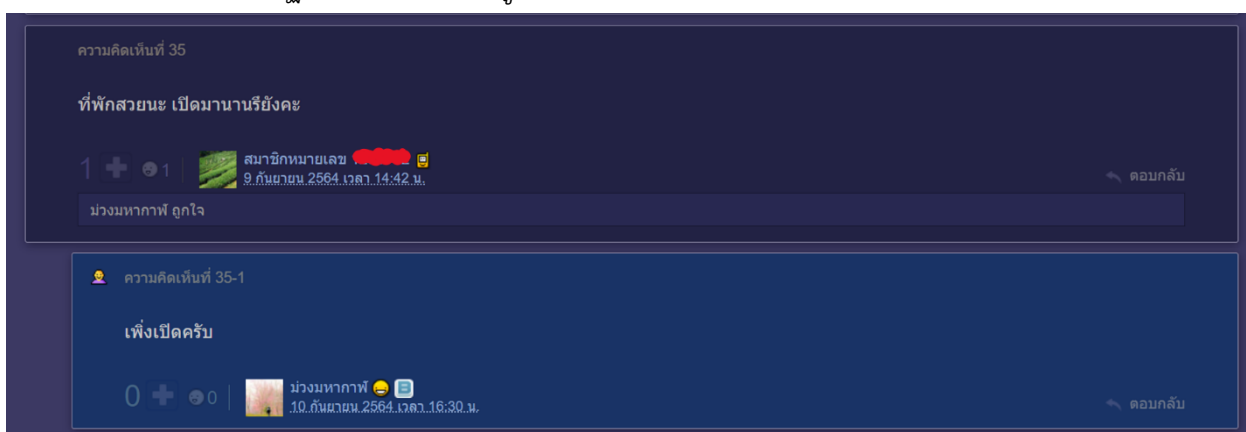 ความคิดเห็นที่ 35
ที่พักสวยนะ เปิดมานานรึยังคะ
1 1 สมาชิกหมายเลข
9 กันยายน 2564 เวลา 14:42 น.
ตอบกลับ
ม่วงมหากาฬ ถูกใจ
ความคิดเห็นที่ 35-1
เพิ่งเปิดครับ
0 0 ม่วงมหากาฬ
10 กันยายน 2564 เวลา 16:30 น.
ตอบกลับ